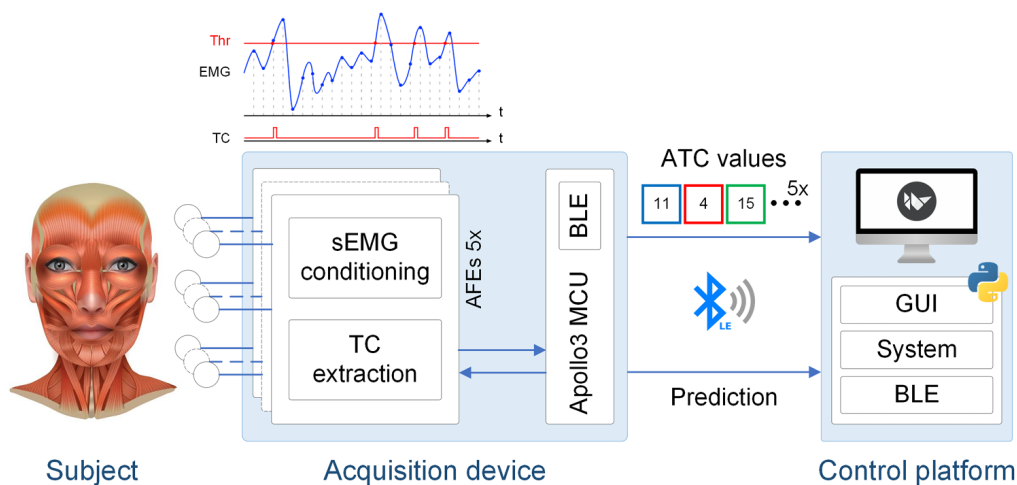 Thr
EMG
t
TC
t
ATC values
11
4
15
5x
sEMG
conditioning
TC
extraction
AFEs 5x
BLE
Apollo3 MCU
LE
Prediction
GUI
System
BLE
Subject
Acquisition device
Control platform